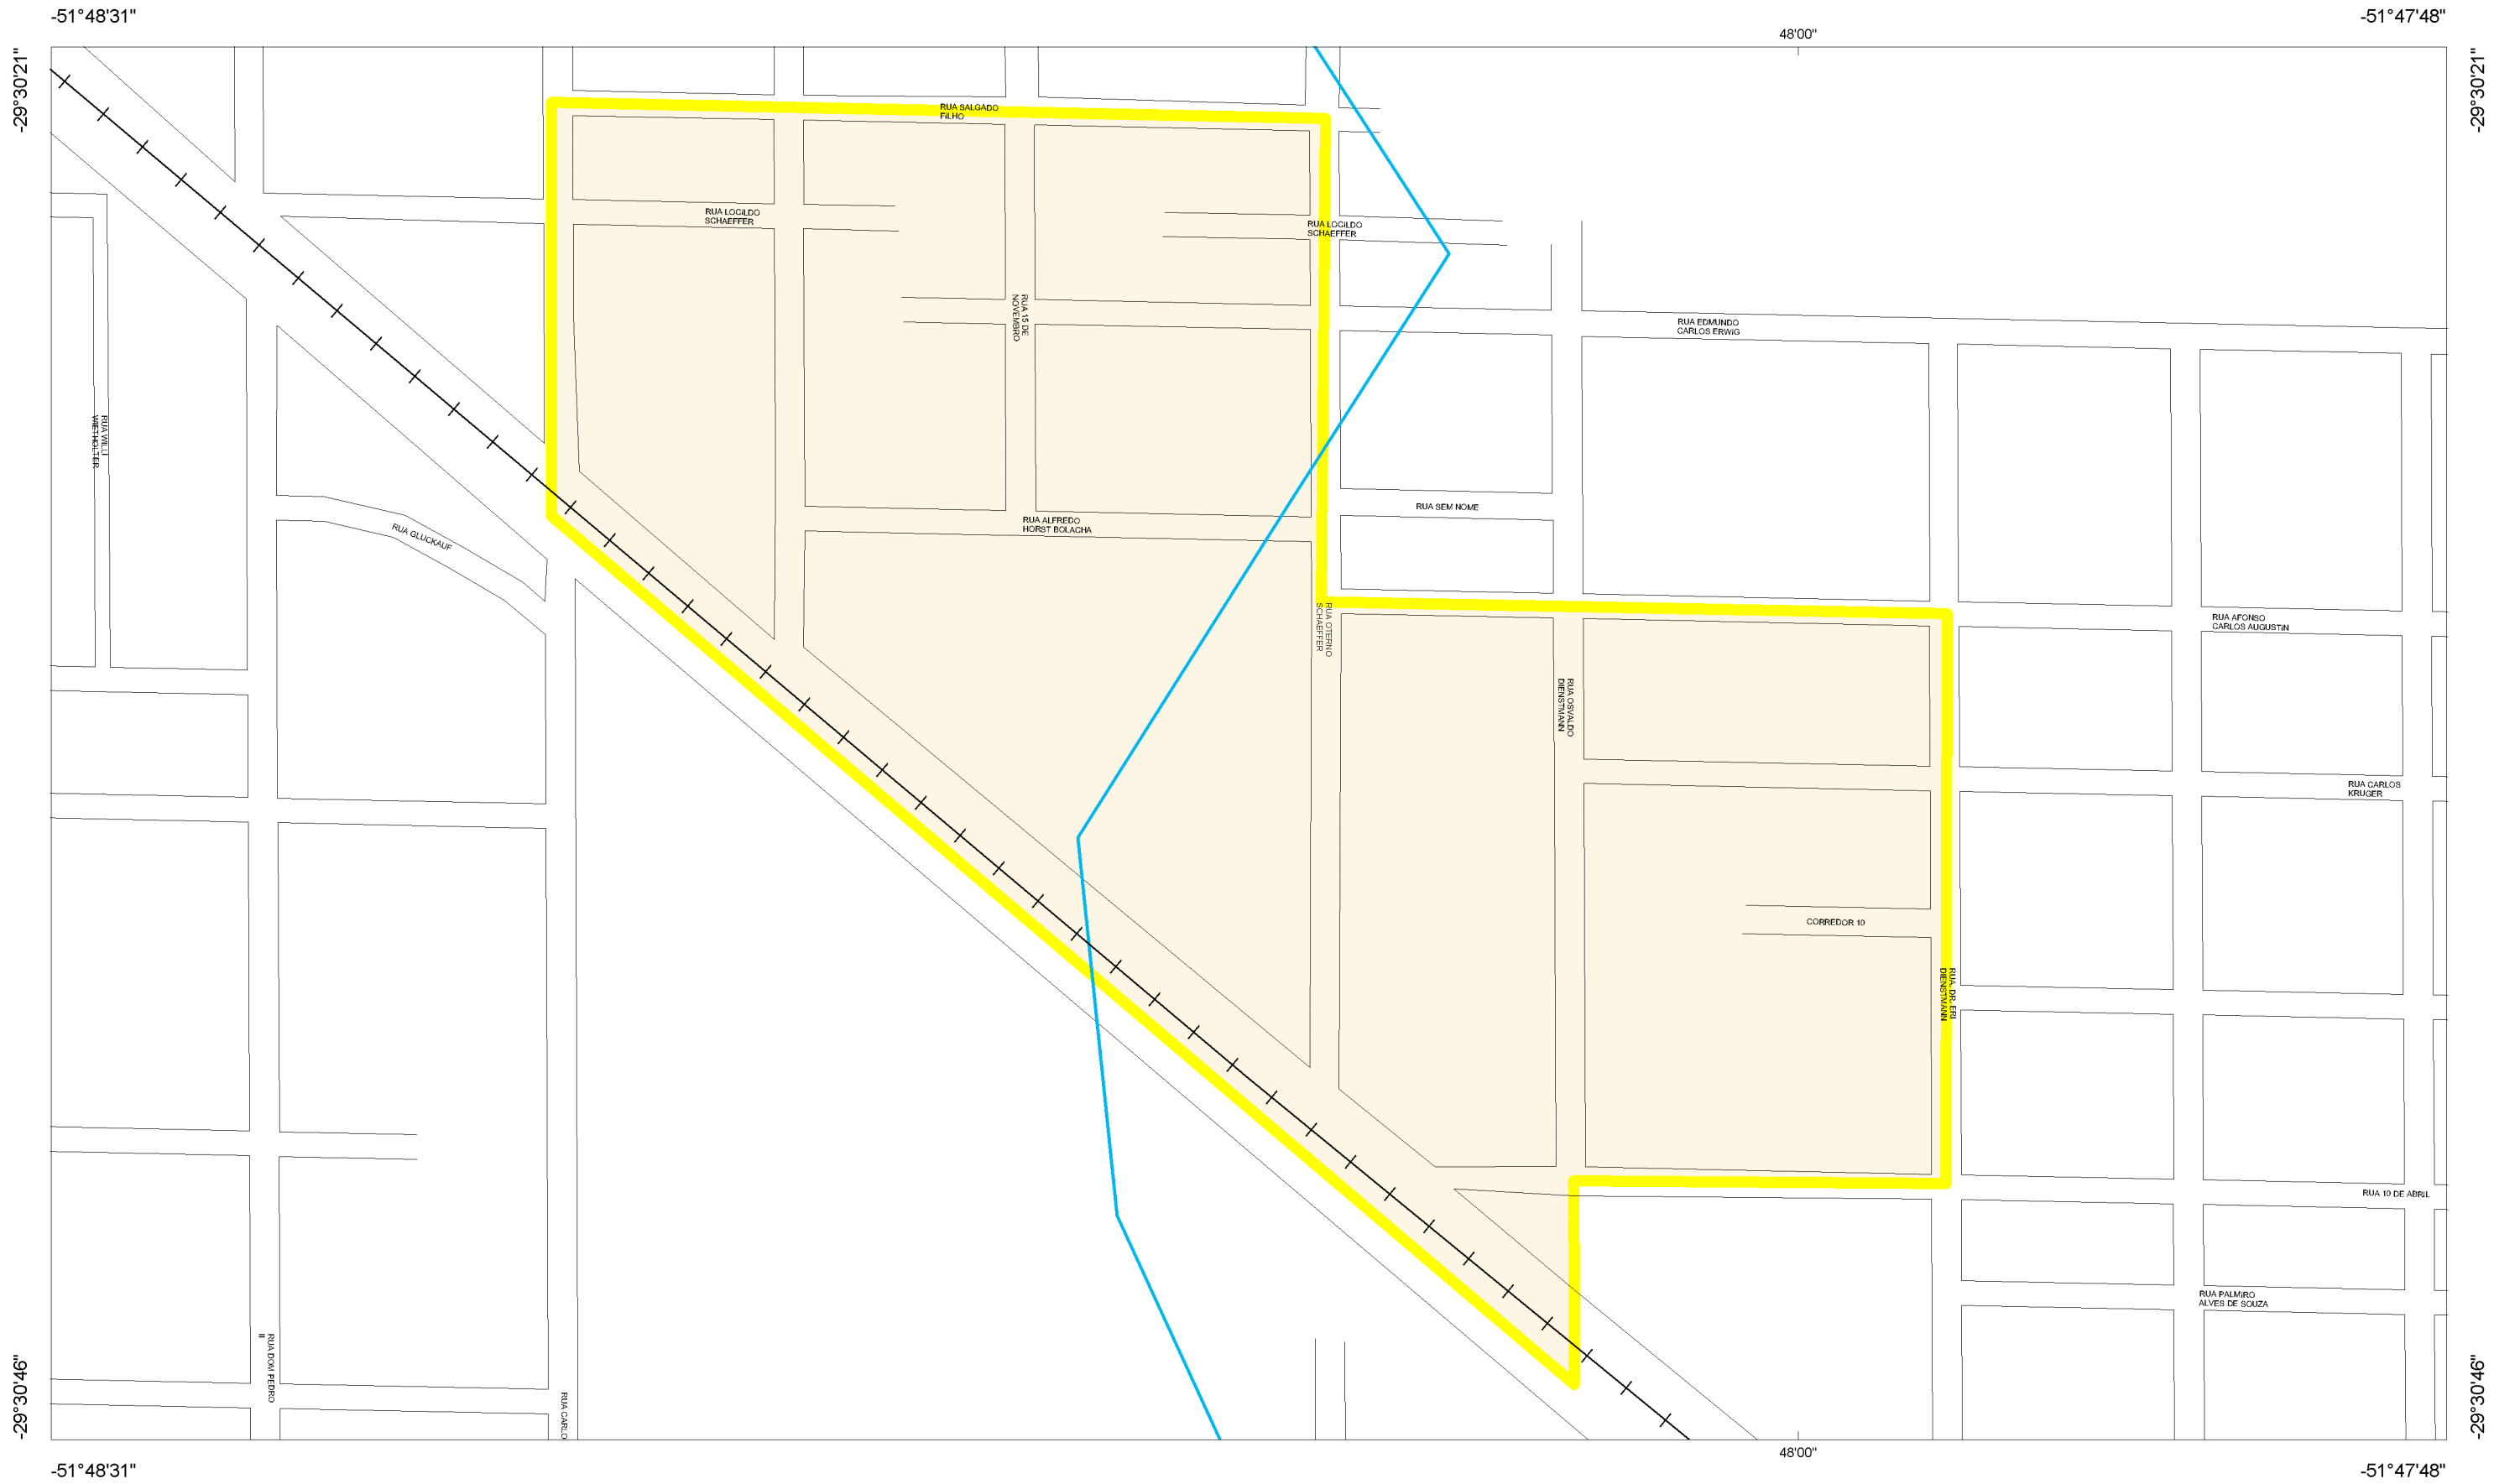 -51°48'31"
-51°47'48"
48'00"
-29°30'21"
-29°30'21"
RUA SALGADO
FILHO
RUA LOCILDO
SCHAEFFER
RUA LOCILDO
SCHAEFFER
RUA 15 DE
NOVEMBRO
RUA EDMUNDO
CARLOS ERWIG
RUA WILLI
WIETHOLTER
RUA GLUCKAUF
RUA SEM NOME
RUA ALFREDO
HORST BOLACHA
RUA OTERNO
SCHAEFFER
RUA AFONSO
CARLOS AUGUSTIN
RUA OSVALDO
DIENSTMANN
RUA CARLOS
KRUGER
CORREDOR 10
RUA. DR. ERI
DIENSTMANN
RUA 10 DE ABRIL
RUA PALMIRO
ALVES DE SOUZA
RUA DOM PEDRO
II
RUA CARLO
-29°30'46"
-29°30'46"
48'00"
-51°48'31"
-51°47'48"